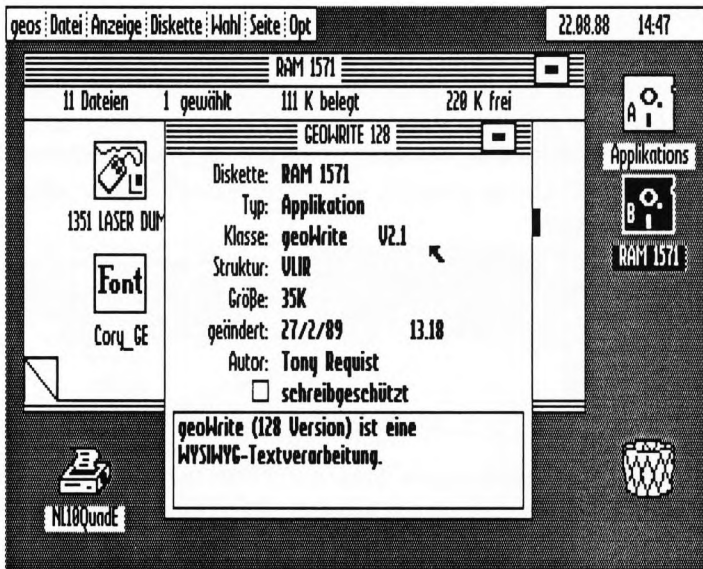 geos Datei Anzeige Diskette Wahl Seite Opt
22.08.88 14:47
RAM 1571
11 Dateien 1 gewählt 111 K belegt 220 K frei
GEOWRITE 128
Diskette: RAM 1571
Typ: Applikation
Klasse: geoWrite V2.1
Struktur: VLIR
Größe: 35K
geändert: 27/2/89 13.18
Autor: Tony Requist
schreibgeschützt
geoWrite (128 Version) ist eine
WYSIWYG-Textverarbeitung.
1351 LASER DUM
Font
Cory_GE
A
Applikations
B
RAM 1571
NL10QuadE